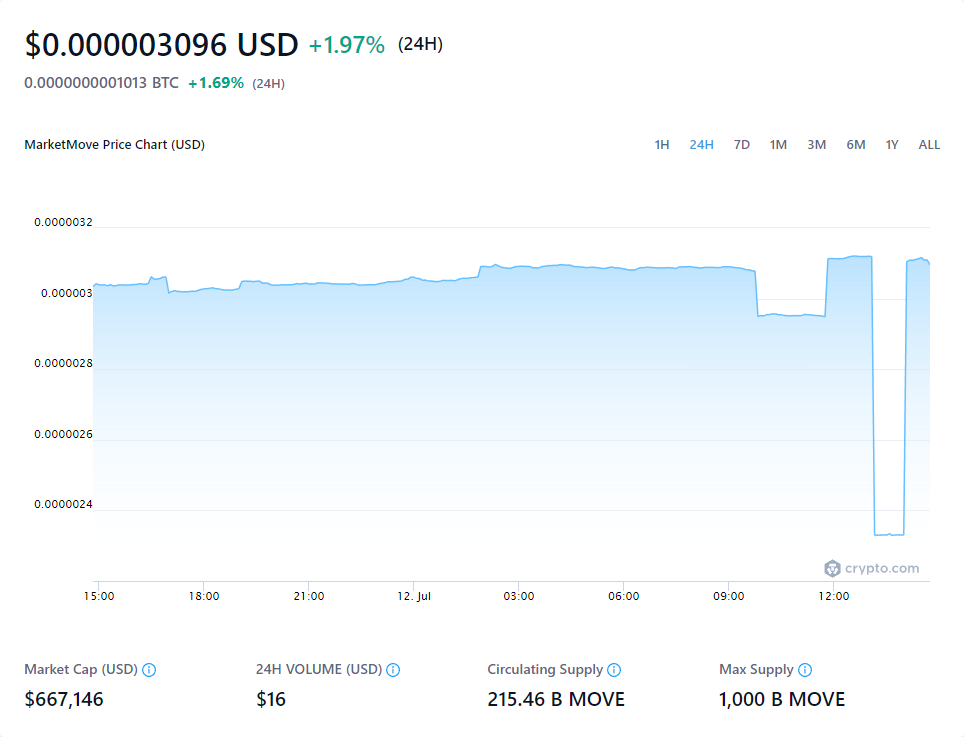 $0.000003096 USD +1.97% (24H)
0.0000000001013 BTC +1.69% (24H)
MarketMove Price Chart (USD) 1H 24H 7D 1M 3M 6M 1Y ALL
0.0000032
0.000003
0.0000028
0.0000026
0.0000024
crypto.com
15:00 18:00 21:00 12. Jul 03:00 06:00 09:00 12:00
Market Cap (USD) 24H VOLUME (USD) Circulating Supply Max Supply
$667,146 $16 215.46 B MOVE 1,000 B MOVE